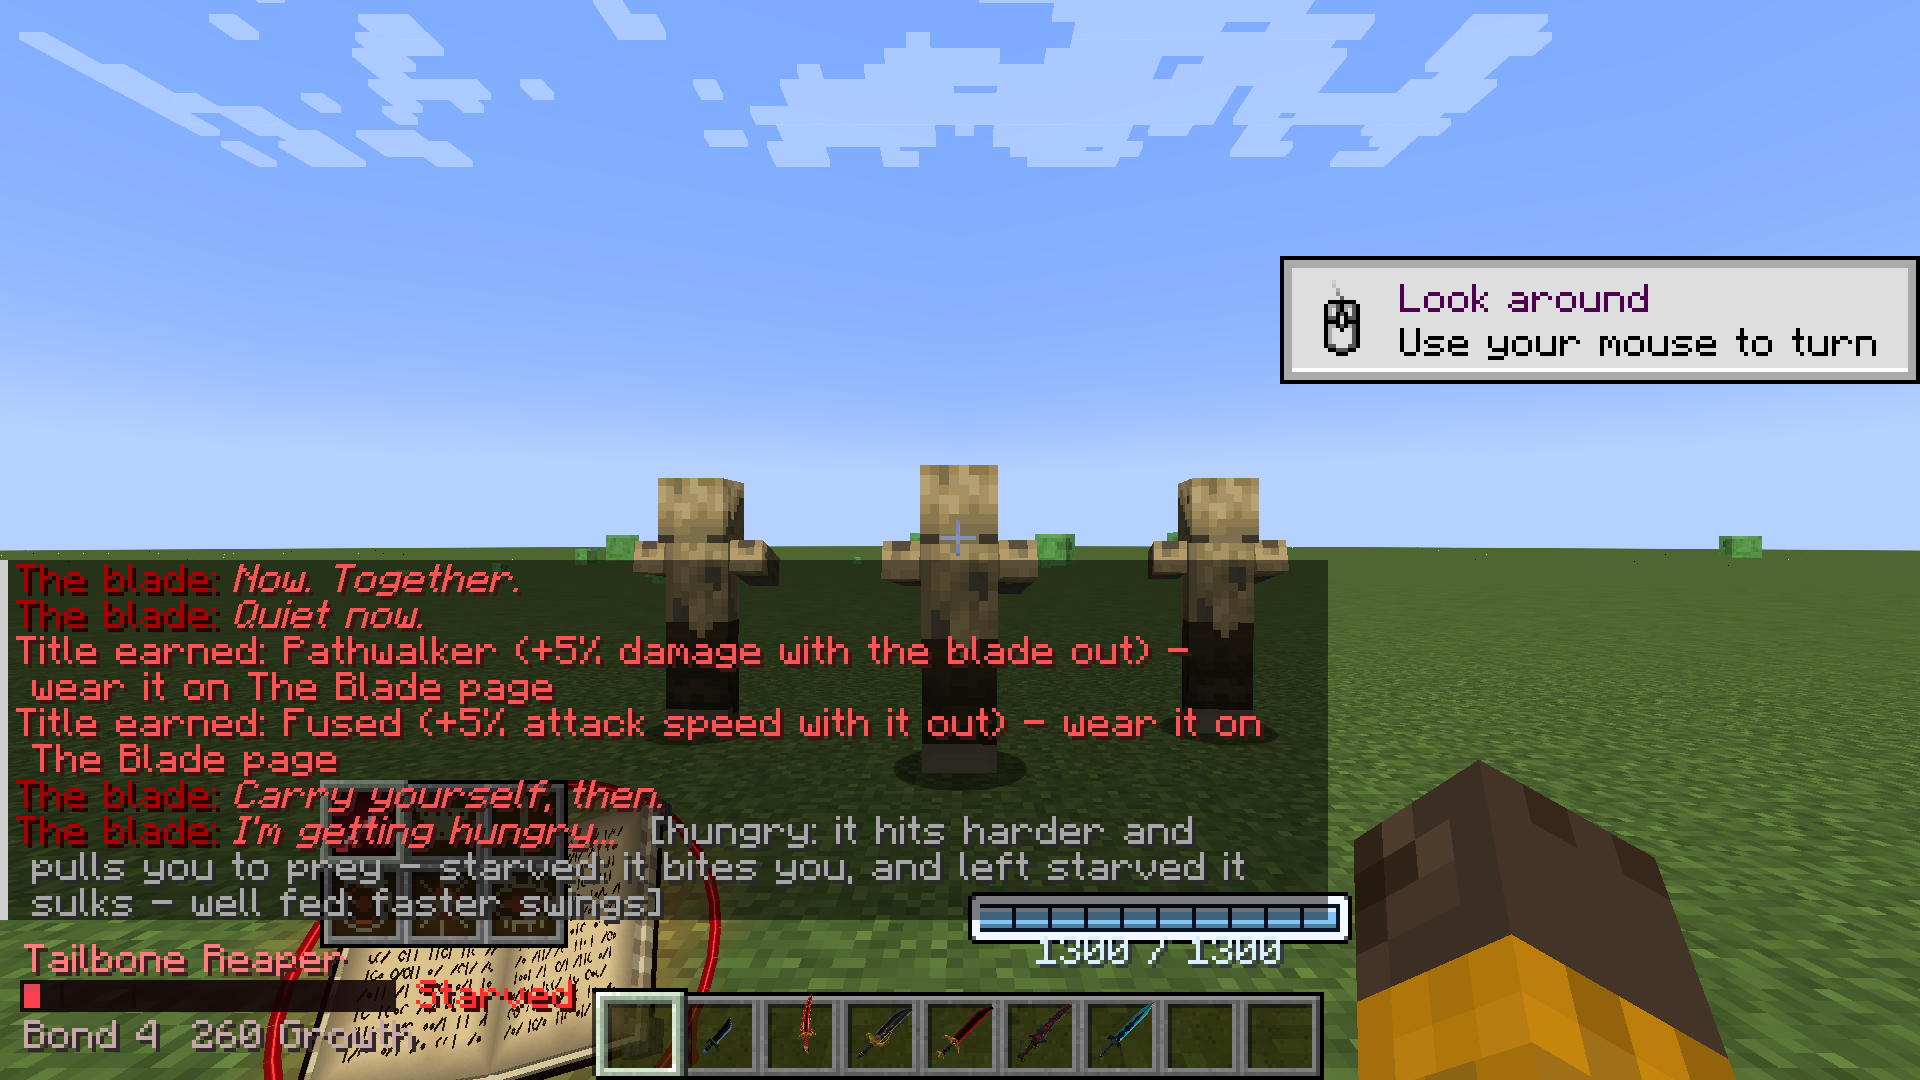 Look around
Use your mouse to turn
The blade: Now. Together.
The blade: Quiet now.
Title earned: Pathwalker (+5% damage with the blade out) -
wear it on The Blade page
Title earned: Fused (+5% attack speed with it out) - wear it on
The Blade page
The blade: Carry yourself, then.
The blade: I'm getting hungry... [hungry: it hits harder and
pulls you to prey - starved: it bites you, and left starved it
sulks - well fed: faster swings]
1300 / 1300
Tailbone Reaper
Starved
Bond 4 260 Growth